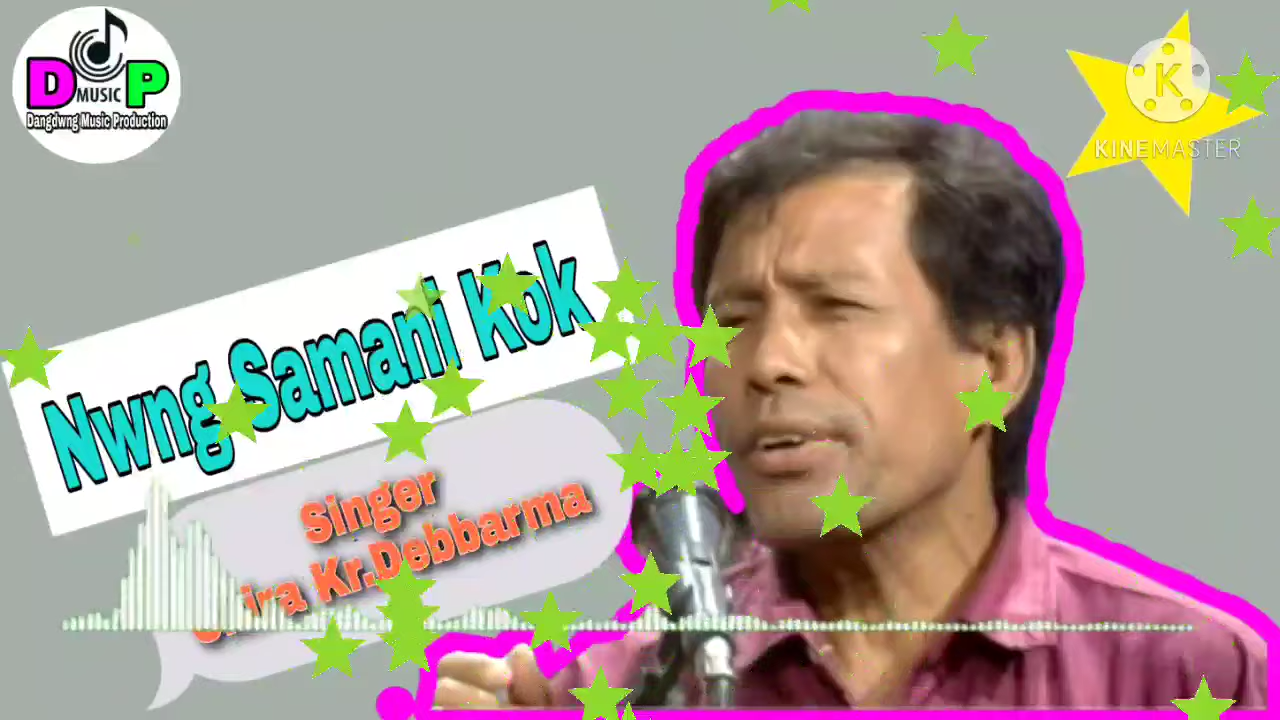 D P
MUSIC
Dangdwng Music Production
K
KINEMASTER
Nwng Samani Kok
Singer
Kr.Debbarma